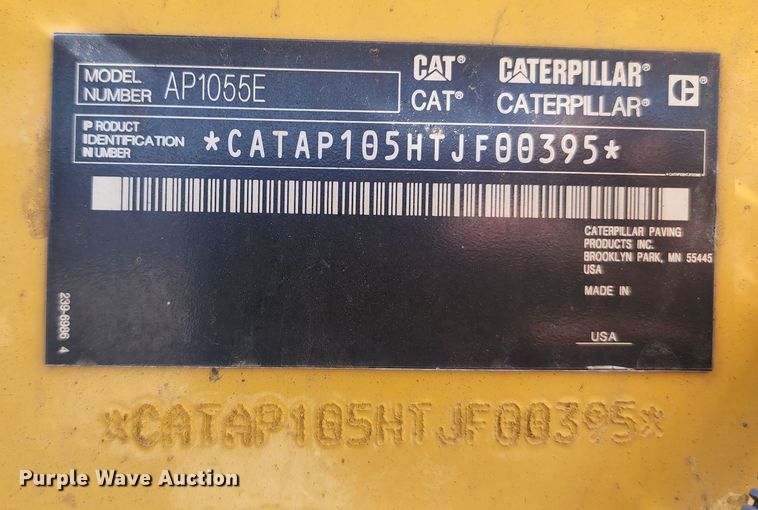 MODEL NUMBER AP1055E
CAT® CATERPILLAR®
CAT® CATERPILLAR®
C ®
PRODUCT IDENTIFICATION NUMBER *CATAP105HTJF00395*
CATERPILLAR PAVING
PRODUCTS INC.
BROOKLYN PARK, MN 55445
USA
MADE IN
USA
239-6986 4
*CATAP105HTJF00395*
Purple Wave Auction